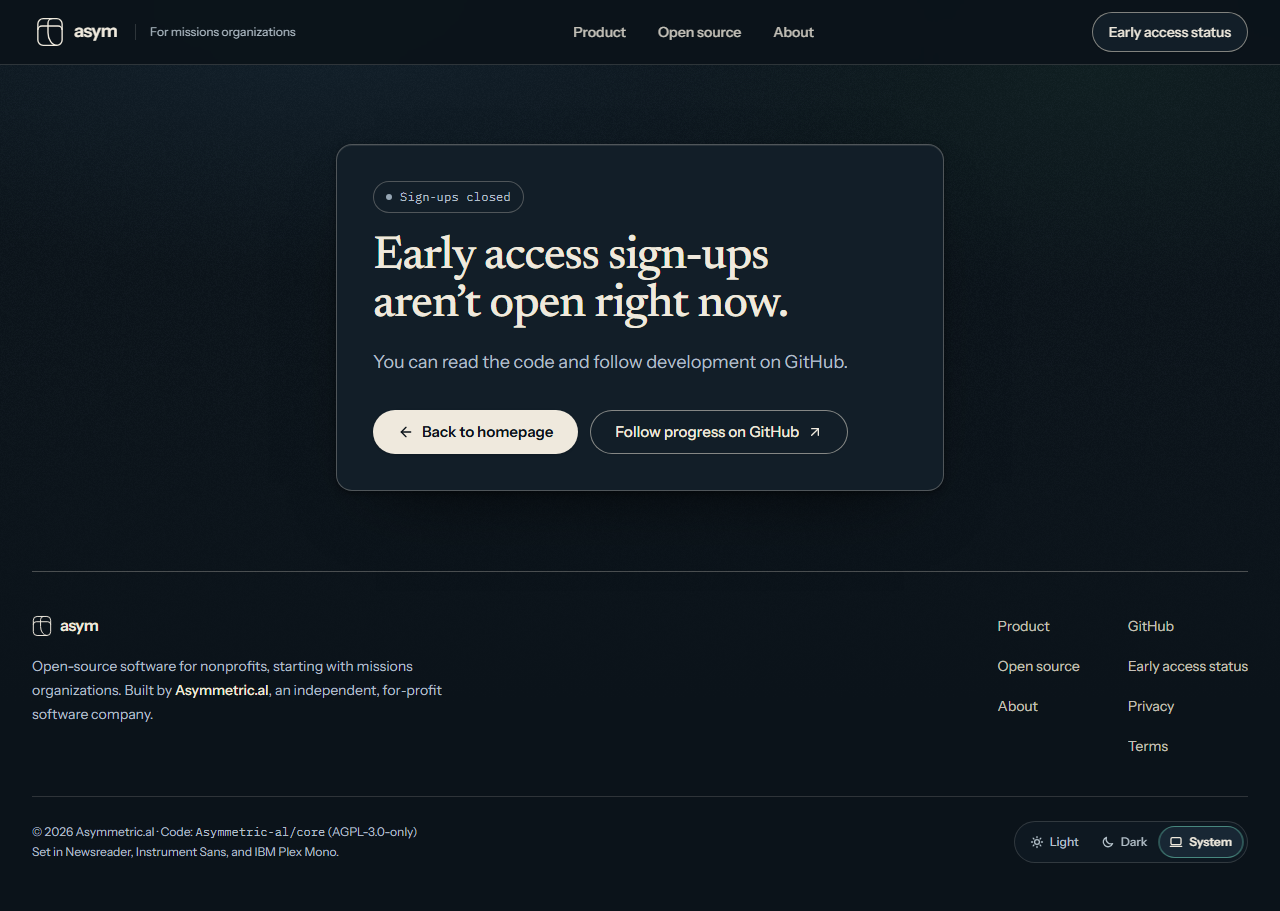 asym
For missions organizations
Product
Open source
About
Early access status
Sign-ups closed
Early access sign-ups
aren’t open right now.
You can read the code and follow development on GitHub.
Back to homepage
Follow progress on GitHub
asym
Open-source software for nonprofits, starting with missions
organizations. Built by Asymmetric.al, an independent, for-profit
software company.
Product
Open source
About
GitHub
Early access status
Privacy
Terms
© 2026 Asymmetric.al · Code: Asymmetric-al/core (AGPL-3.0-only)
Set in Newsreader, Instrument Sans, and IBM Plex Mono.
Light
Dark
System